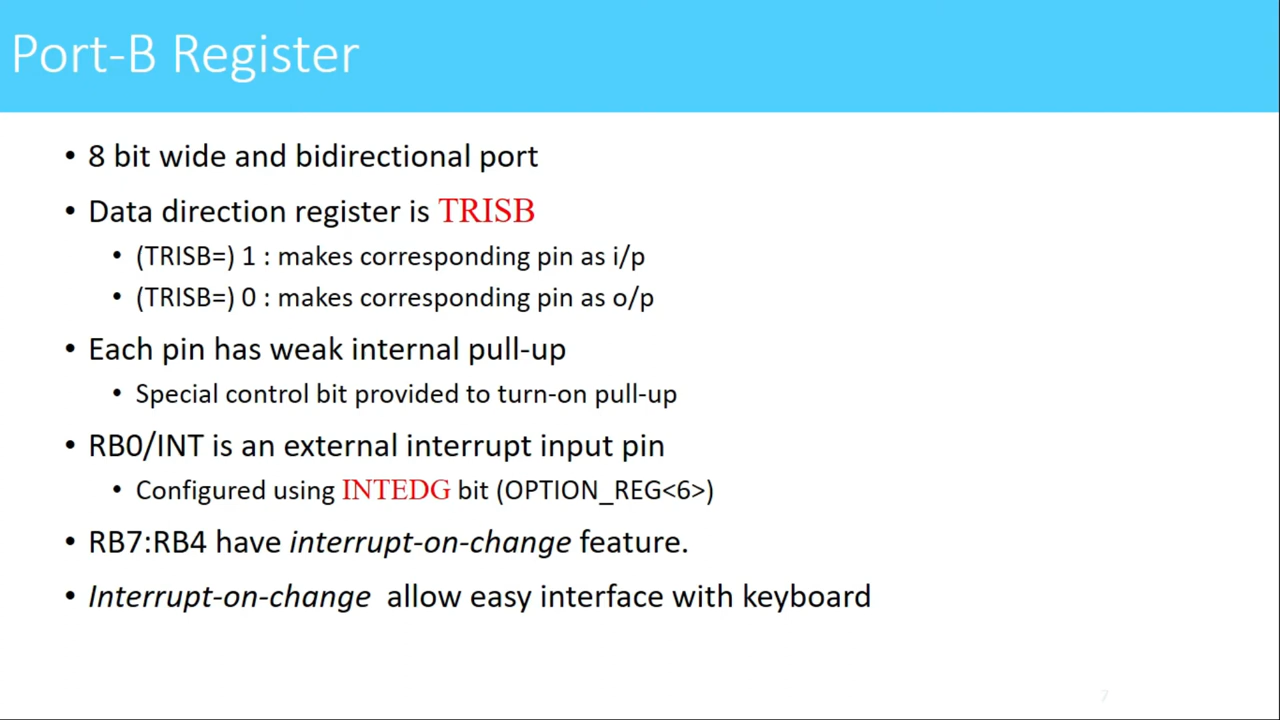 Port-B Register
• 8 bit wide and bidirectional port
• Data direction register is TRISB
• (TRISB=) 1 : makes corresponding pin as i/p
• (TRISB=) 0 : makes corresponding pin as o/p
• Each pin has weak internal pull-up
• Special control bit provided to turn-on pull-up
• RB0/INT is an external interrupt input pin
• Configured using INTEDG bit (OPTION_REG<6>)
• RB7:RB4 have interrupt-on-change feature.
• Interrupt-on-change allow easy interface with keyboard
7